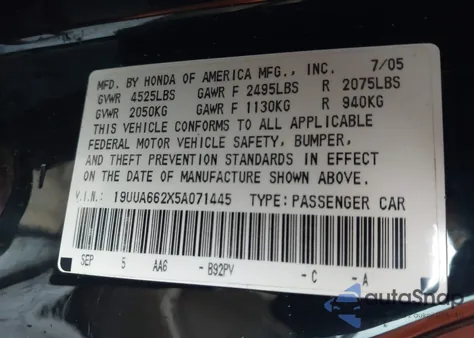 MFD. BY HONDA OF AMERICA MFG., INC. 7/05
GVWR 4525LBS GAWR F 2495LBS R 2075LBS
GVWR 2050KG GAWR F 1130KG R 940KG
THIS VEHICLE CONFORMS TO ALL APPLICABLE
FEDERAL MOTOR VEHICLE SAFETY, BUMPER,
AND THEFT PREVENTION STANDARDS IN EFFECT
ON THE DATE OF MANUFACTURE SHOWN ABOVE.
V.I.N.: 19UUA662X5A071445 TYPE: PASSENGER CAR
SEP 5 AA6 - B92PV - C - A
autoSnap